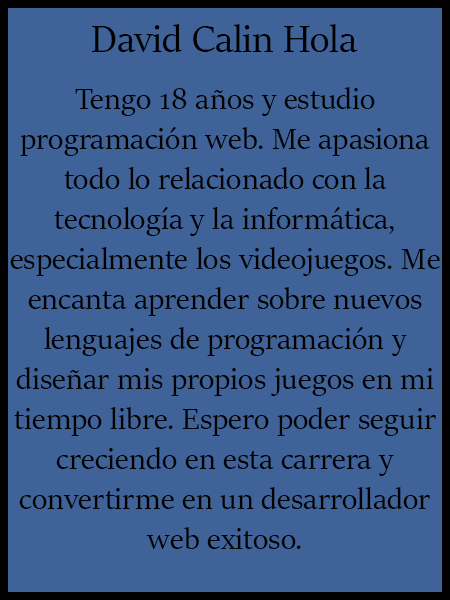 David Calin Hola
Tengo 18 años y estudio
programación web. Me apasiona
todo lo relacionado con la
tecnología y la informática,
especialmente los videojuegos. Me
encanta aprender sobre nuevos
lenguajes de programación y
diseñar mis propios juegos en mi
tiempo libre. Espero poder seguir
creciendo en esta carrera y
convertirme en un desarrollador
web exitoso.